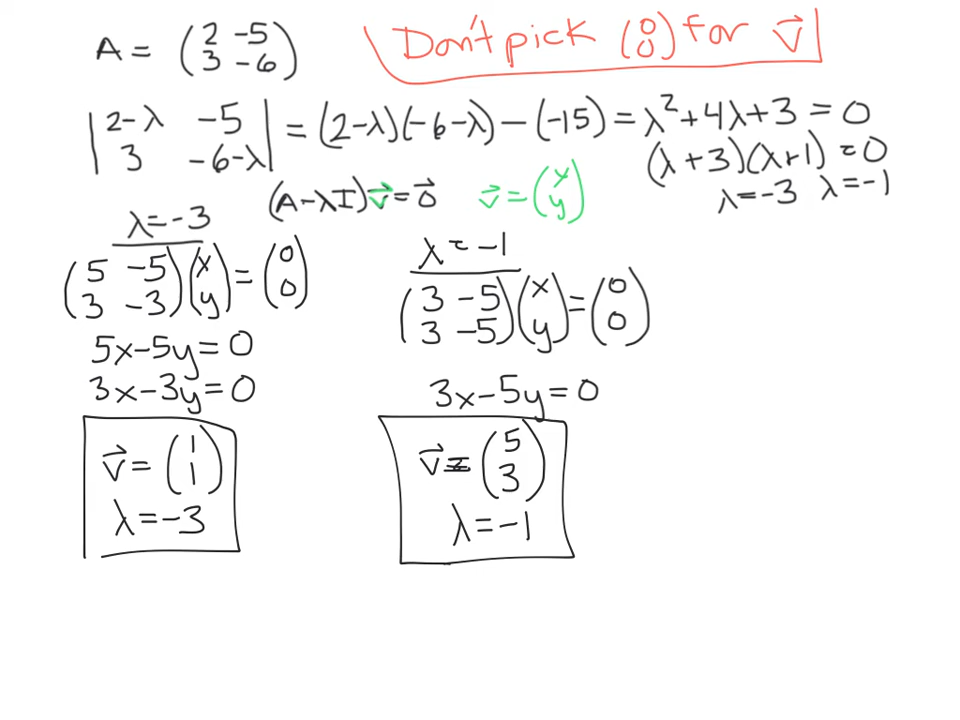 A = (2 -5
3 -6)
Don't pick (0
0) for v⃗
|2-λ -5
3 -6-λ| = (2-λ)(-6-λ) - (-15) = λ²+4λ+3 = 0
(λ+3)(λ+1) = 0
λ=-3 λ=-1
(A-λI)v⃗ = 0⃗ v⃗ = (x
y)
λ=-3
(5 -5
3 -3)(x
y) = (0
0)
5x-5y=0
3x-3y=0
v⃗ = (1
1)
λ=-3
λ=-1
(3 -5
3 -5)(x
y) = (0
0)
3x-5y=0
v⃗ = (5
3)
λ=-1